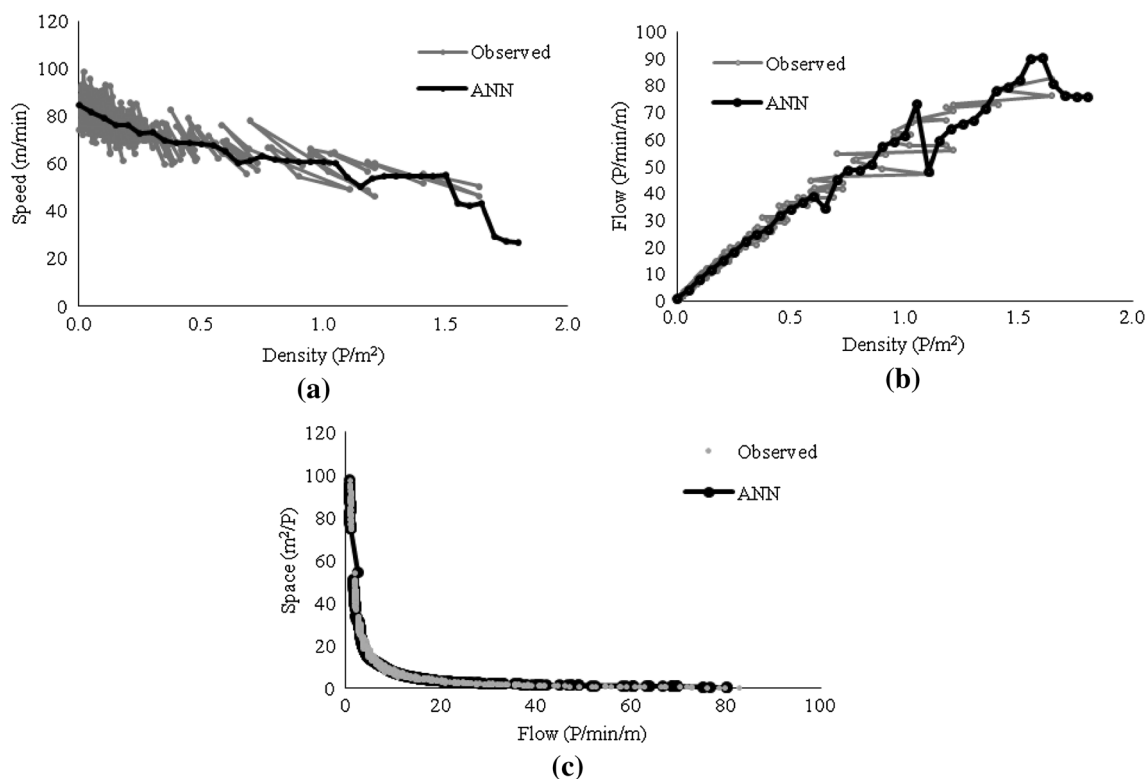 120
100
80
60
40
20
0
Speed (m/min)
Observed
ANN
0.0 0.5 1.0 1.5 2.0
Density (P/m²)
(a)
100
90
80
70
60
50
40
30
20
10
0
Flow (P/min/m)
Observed
ANN
0.0 0.5 1.0 1.5 2.0
Density (P/m²)
(b)
120
100
80
60
40
20
0
Space (m²/P)
Observed
ANN
0 20 40 60 80 100
Flow (P/min/m)
(c)